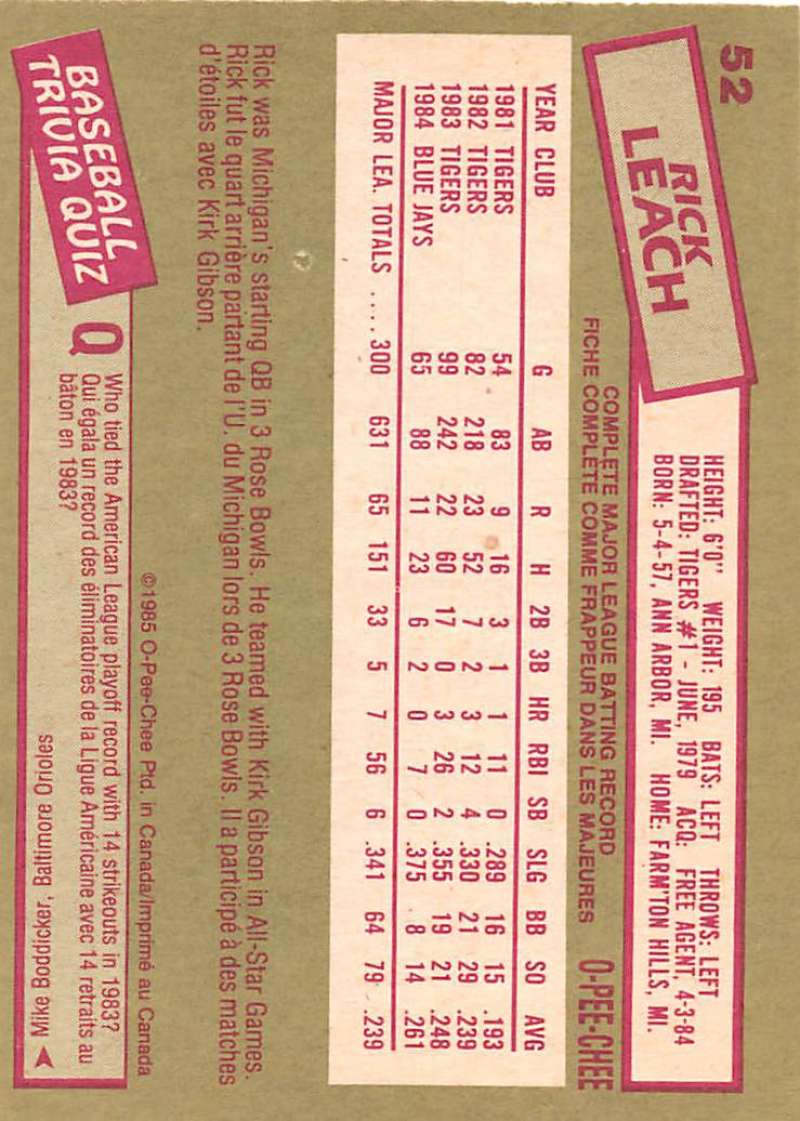 52
RICK
LEACH
HEIGHT: 6'0" WEIGHT: 195 BATS: LEFT THROWS: LEFT
DRAFTED: TIGERS #1 - JUNE, 1979 ACQ: FREE AGENT, 4-3-84
BORN: 5-4-57, ANN ARBOR, MI. HOME: FARM'TON HILLS, MI.
COMPLETE MAJOR LEAGUE BATTING RECORD
FICHE COMPLÈTE COMME FRAPPEUR DANS LES MAJEURES
O-PEE-CHEE
YEAR CLUB G AB R H 2B 3B HR RBI SB SLG BB SO AVG
1981 TIGERS 54 83 9 16 3 1 1 11 0 .289 16 15 .193
1982 TIGERS 82 218 23 52 7 2 3 12 4 .330 21 29 .239
1983 TIGERS 99 242 22 60 17 0 3 26 2 .355 19 21 .248
1984 BLUE JAYS 65 88 11 23 6 2 0 7 0 .375 8 14 .261
MAJOR LEA. TOTALS ..... 300 631 65 151 33 5 7 56 6 .341 64 79 .239
Rick was Michigan's starting QB in 3 Rose Bowls. He teamed with Kirk Gibson in All-Star Games.
Rick fut le quart arrière partant de l'U. du Michigan lors de 3 Rose Bowls. Il a participé à des matches
d'étoiles avec Kirk Gibson.
©1985 O-Pee-Chee Ptd. in Canada/Imprimé au Canada
BASEBALL
TRIVIA QUIZ
Q
Who tied the American League playoff record with 14 strikeouts in 1983?
Qui égala un record des éliminatoires de la Ligue Américaine avec 14 retraits au
bâton en 1983?
Mike Boddicker, Baltimore Orioles